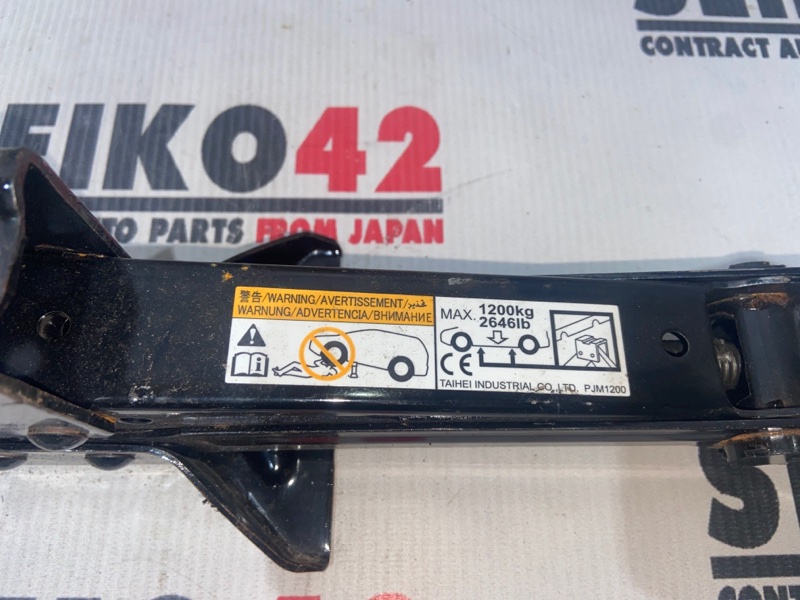 SEIKO
CONTRACT A
EIKO42
TO PARTS FROM JAPAN
警告/WARNING/AVERTISSEMENT/تحذير
WARNUNG/ADVERTENCIA/ВНИМАНИЕ
MAX. 1200kg
2646lb
CE
TAIHEI INDUSTRIAL CO.,LTD. PJM1200